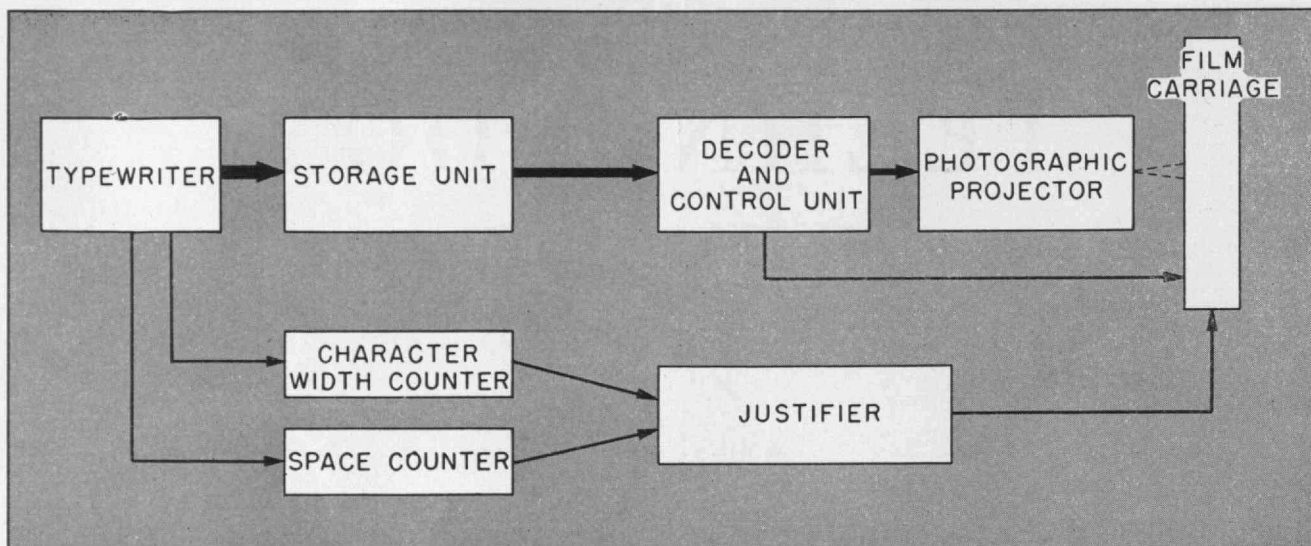 FILM
CARRIAGE
TYPEWRITER
STORAGE UNIT
DECODER
AND
CONTROL UNIT
PHOTOGRAPHIC
PROJECTOR
CHARACTER
WIDTH COUNTER
SPACE COUNTER
JUSTIFIER